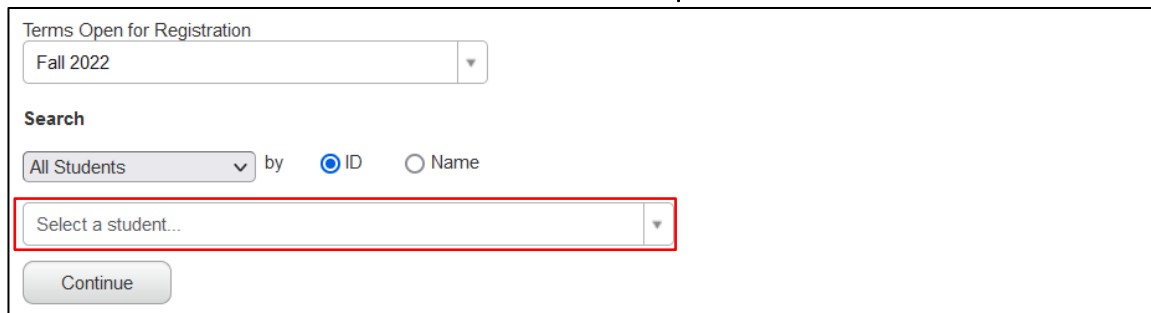 Terms Open for Registration
Fall 2022
Search
All Students by ID Name
Select a student...
Continue